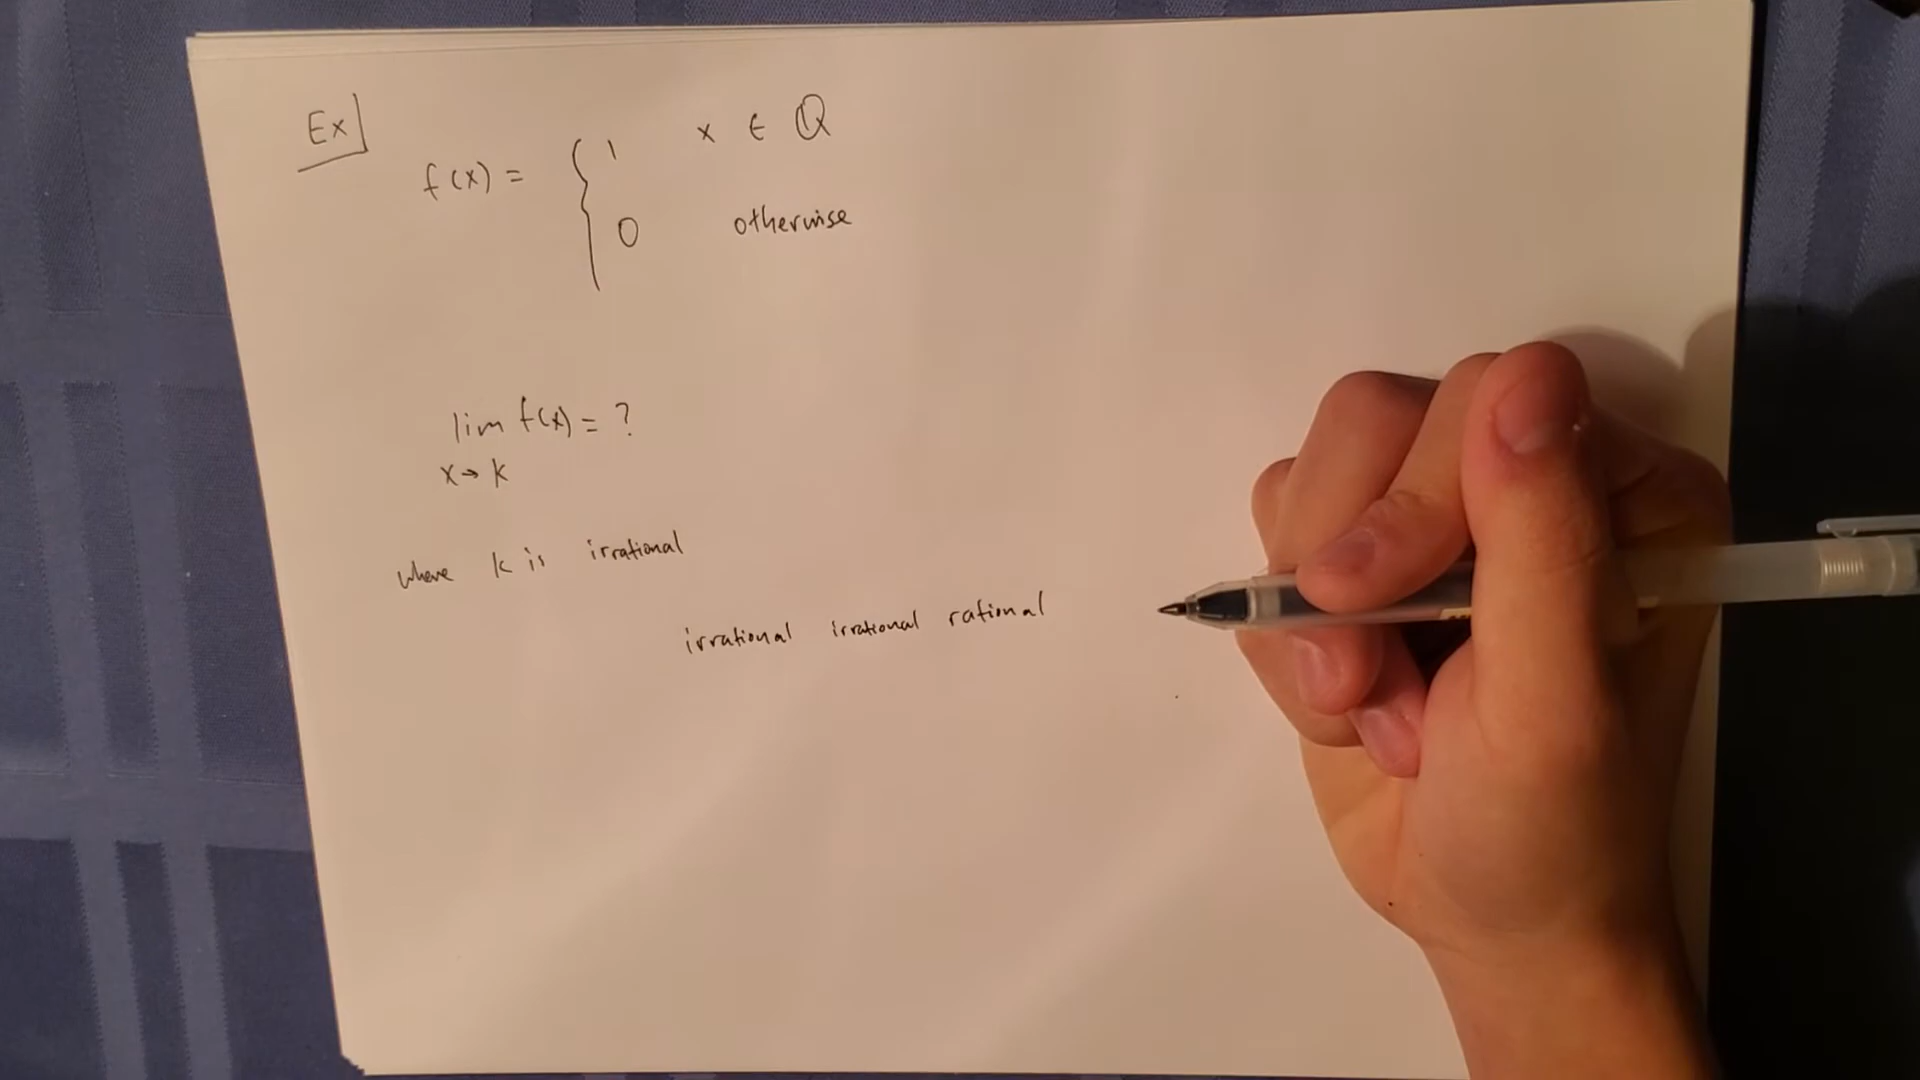 Ex
f(x) = { 1 x ∈ ℚ
0 otherwise
lim f(x) = ?
x → k
where k is irrational
irrational irrational rational